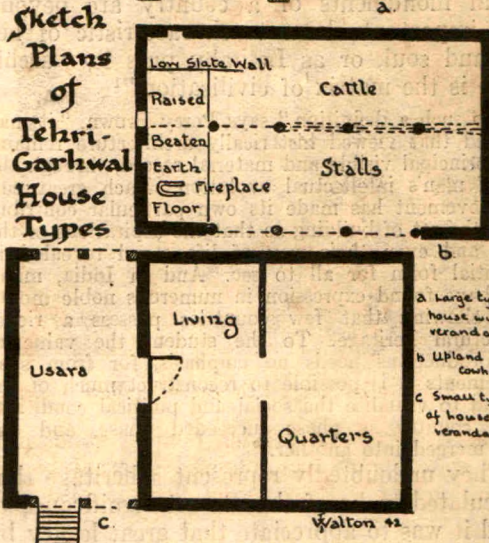 Sketch
Plans
of
Tehri-
Garhwal
House
Types
a
Low Slate Wall
Raised
Cattle
Beaten
Earth
Fireplace
Floor
Stalls
b
Living
Usara
Quarters
c
a Large ty
house wi
veranda
b Upland
cowh
c Small t
of house
veranda
Walton 42